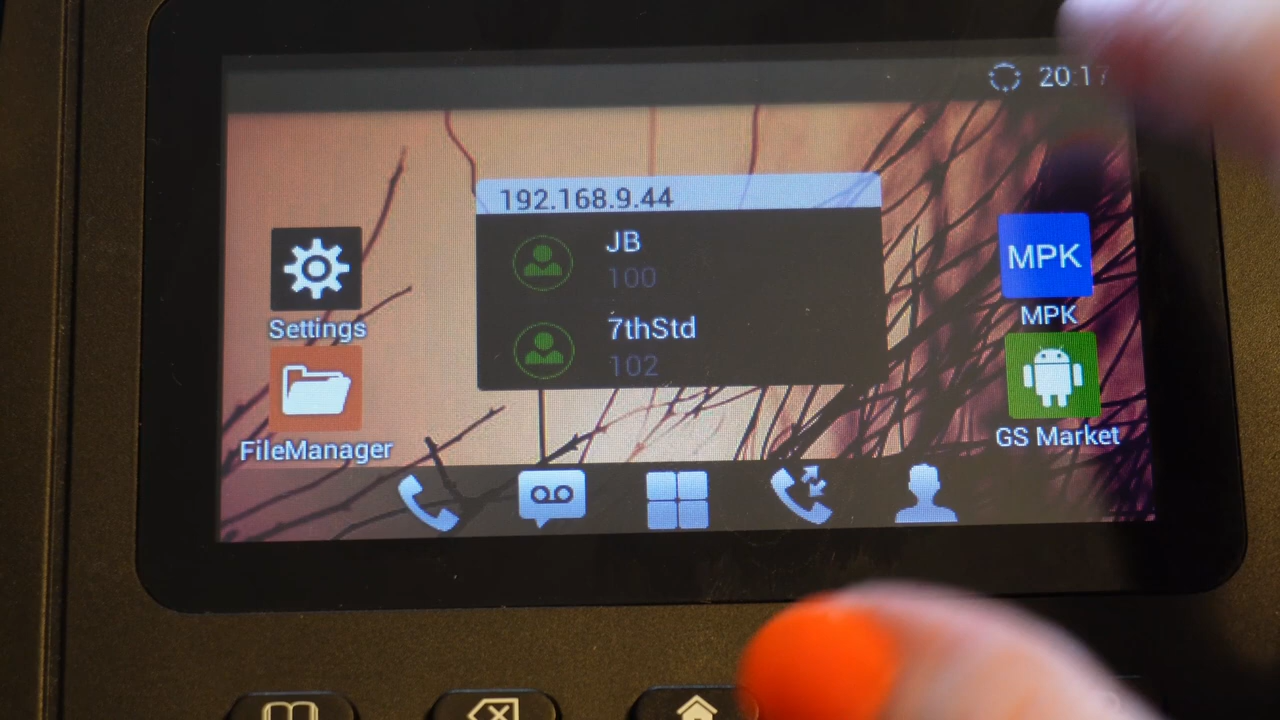 20:17
192.168.9.44
JB
100
7thStd
102
Settings
FileManager
MPK
MPK
GS Market